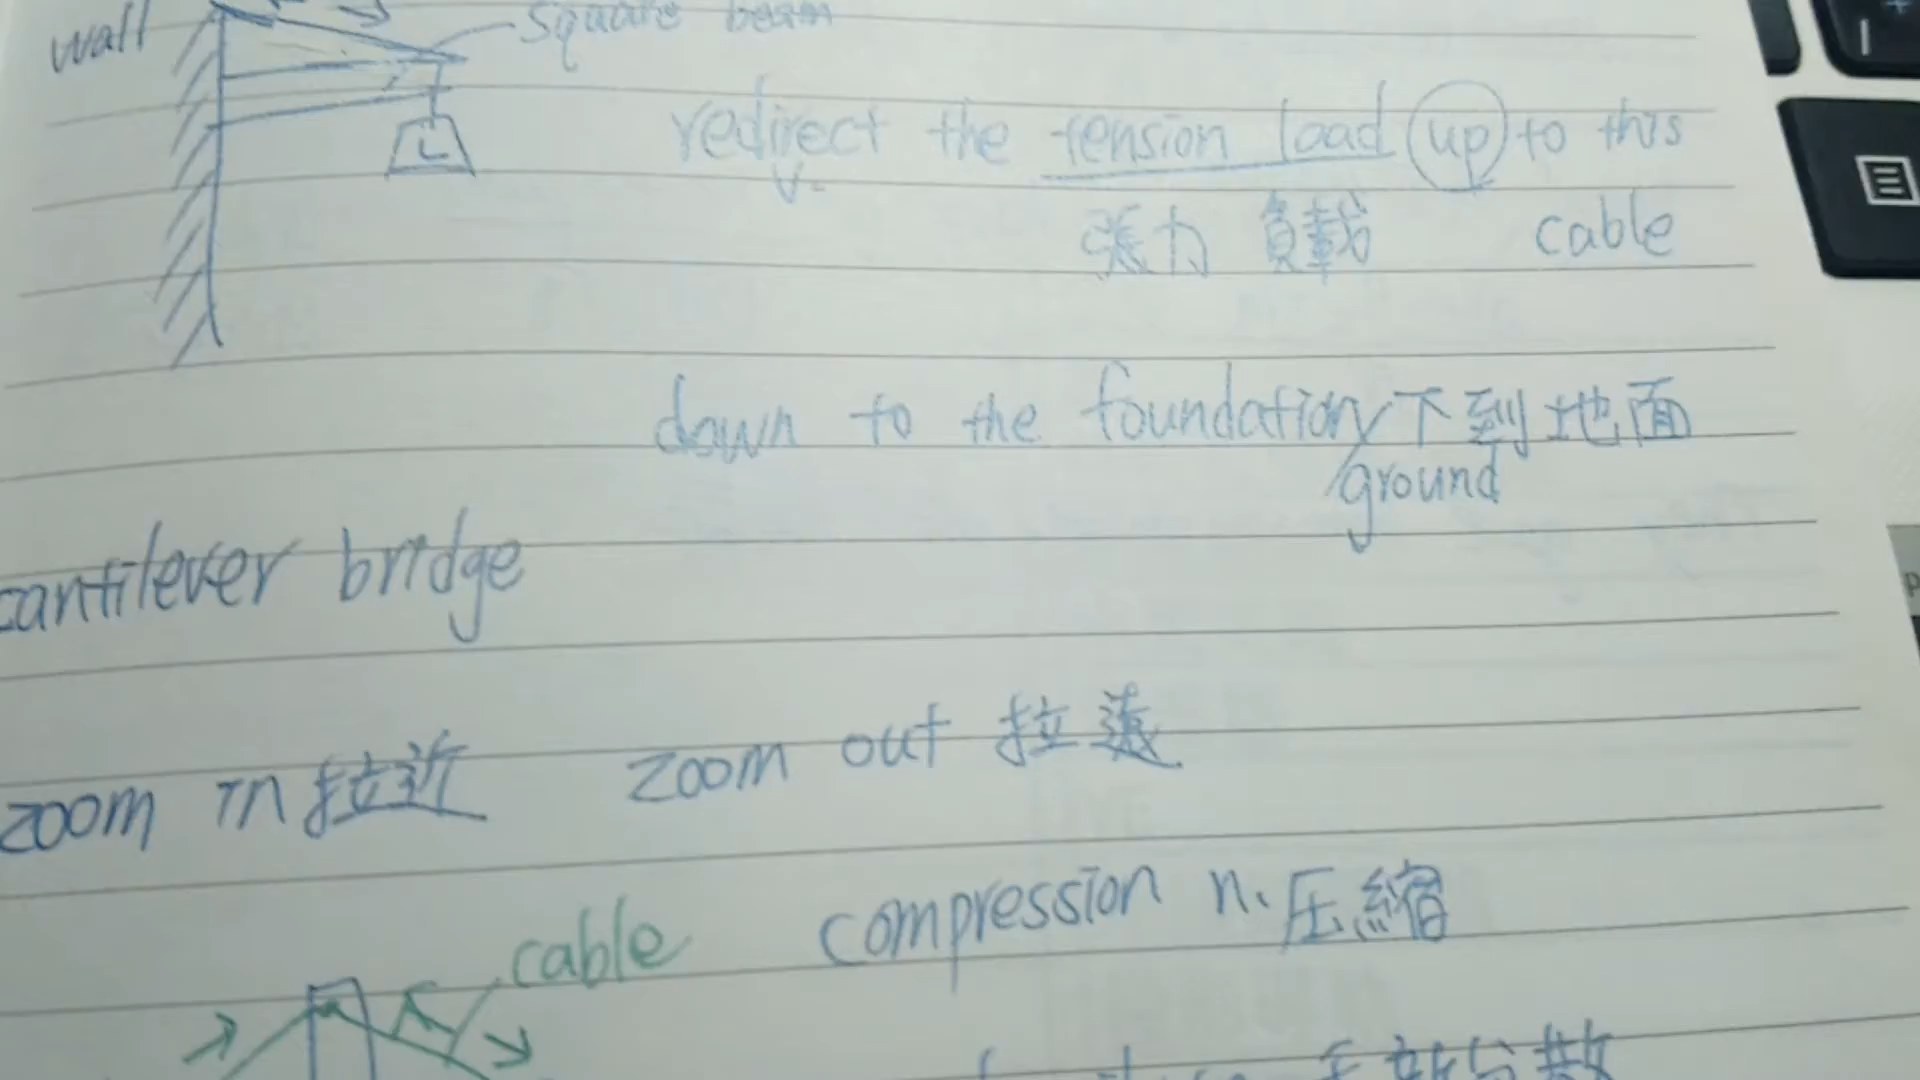 wall
square beam
L
redirect the tension load up to this
張力 負載 cable
down to the foundation 下到地面
ground
cantilever bridge
zoom in 拉近 zoom out 拉遠
compression n. 压縮
cable